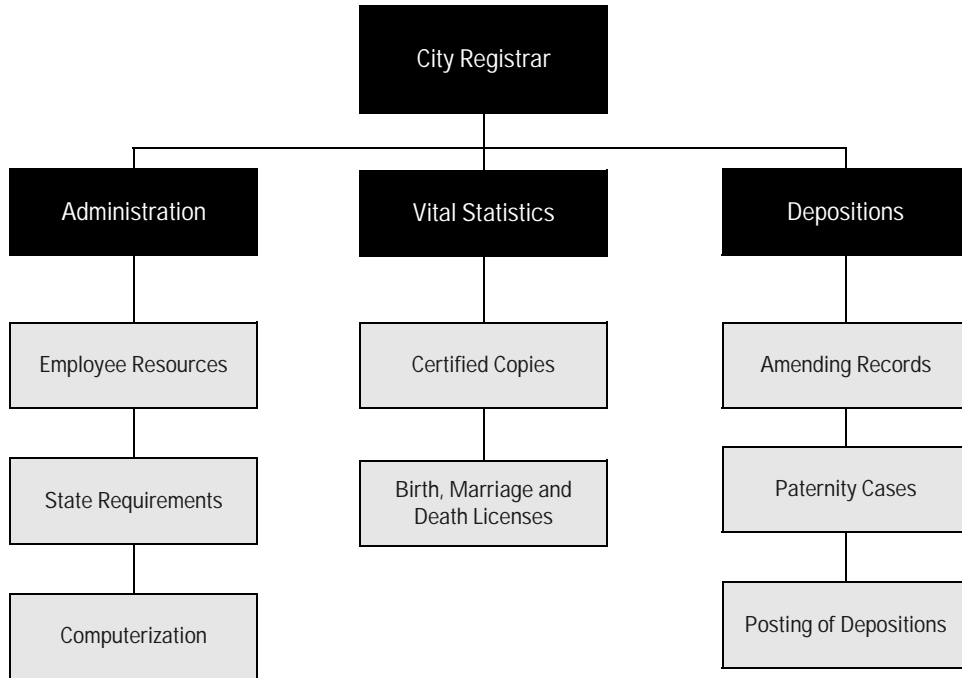 City Registrar
Administration
Vital Statistics
Depositions
Employee Resources
Certified Copies
Amending Records
State Requirements
Birth, Marriage and
Death Licenses
Paternity Cases
Computerization
Posting of Depositions